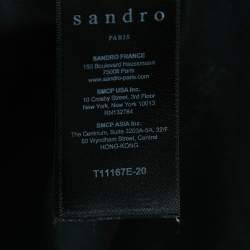 sandro
PARIS
SANDRO FRANCE
150 Boulevard Haussmann
75008 Paris
www.sandro-paris.com
SMCP USA Inc.
10 Crosby Street, 3rd Floor
New York, New York 10013
RM132784
SMCP ASIA Inc.
The Centrium, Suite 3203A-5A, 32/F
60 Wyndham Street, Central
HONG-KONG
T11167E-20